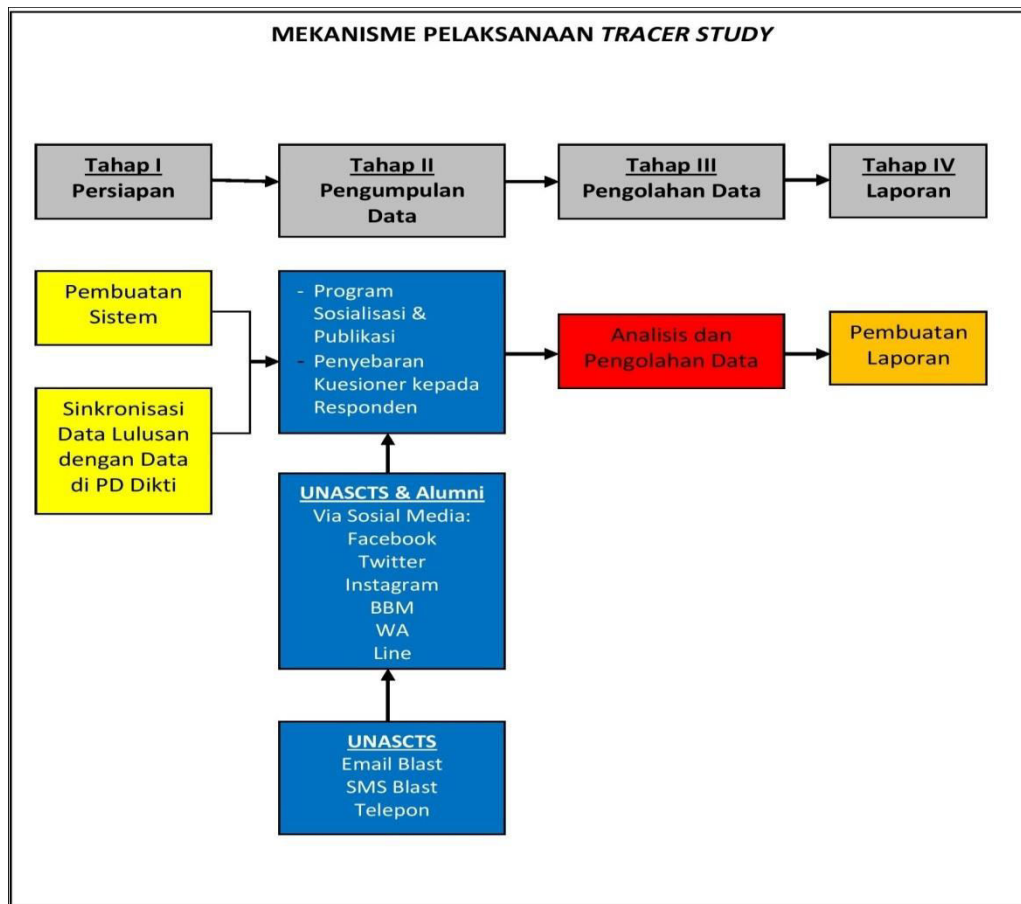 MEKANISME PELAKSANAAN TRACER STUDY
Tahap I
Persiapan
Tahap II
Pengumpulan
Data
Tahap III
Pengolahan Data
Tahap IV
Laporan
Pembuatan
Sistem
Sinkronisasi
Data Lulusan
dengan Data
di PD Dikti
- Program
Sosialisasi &
Publikasi
- Penyebaran
Kuesioner kepada
Responden
Analisis dan
Pengolahan Data
Pembuatan
Laporan
UNASCTS & Alumni
Via Sosial Media:
Facebook
Twitter
Instagram
BBM
WA
Line
UNASCTS
Email Blast
SMS Blast
Telepon